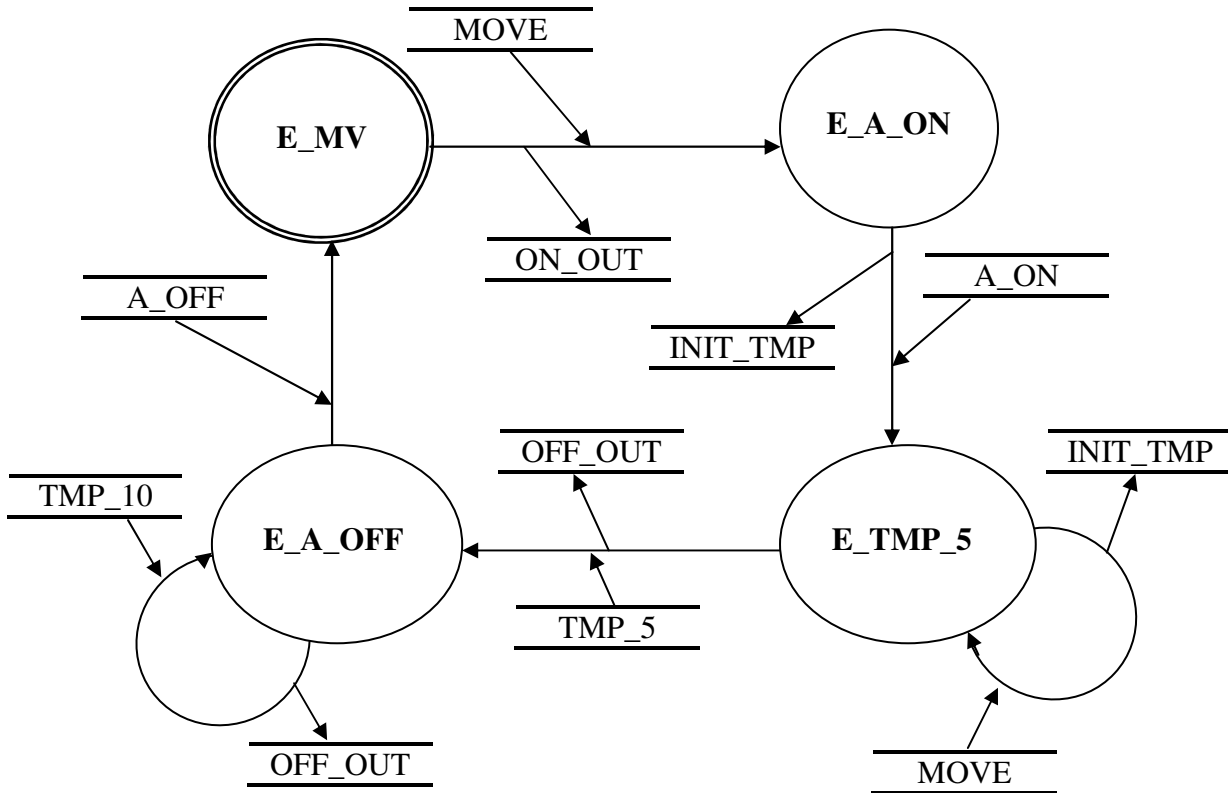 MOVE
E_MV
E_A_ON
ON_OUT
A_OFF
A_ON
INIT_TMP
OFF_OUT
INIT_TMP
TMP_10
E_A_OFF
E_TMP_5
TMP_5
OFF_OUT
MOVE